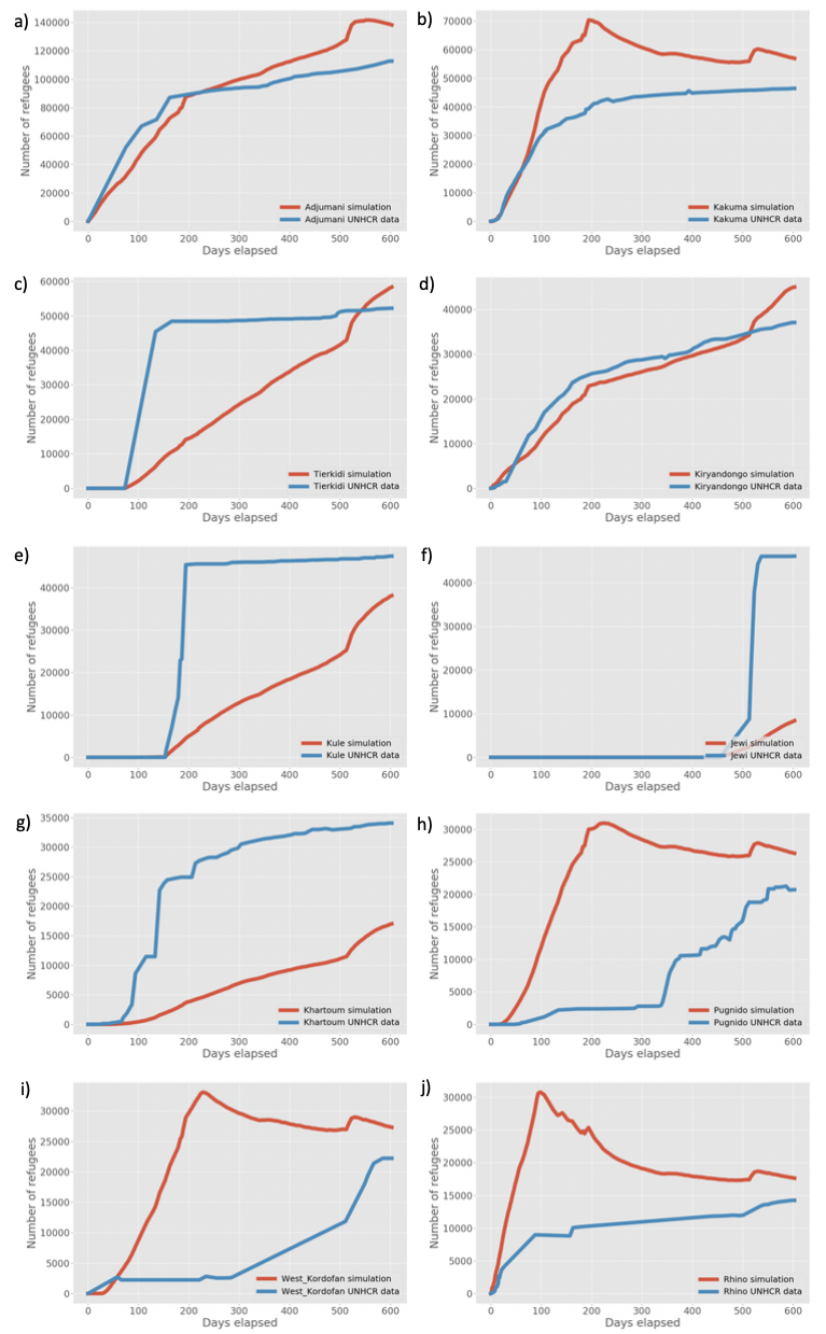 a)
Number of refugees
140000
120000
100000
80000
60000
40000
20000
0
0 100 200 300 400 500 600
Days elapsed
Adjumani simulation
Adjumani UNHCR data
b)
Number of refugees
70000
60000
50000
40000
30000
20000
10000
0
0 100 200 300 400 500 600
Days elapsed
Kakuma simulation
Kakuma UNHCR data
c)
Number of refugees
60000
50000
40000
30000
20000
10000
0
0 100 200 300 400 500 600
Days elapsed
Tierkidi simulation
Tierkidi UNHCR data
d)
Number of refugees
40000
30000
20000
10000
0
0 100 200 300 400 500 600
Days elapsed
Kiryandongo simulation
Kiryandongo UNHCR data
e)
Number of refugees
40000
30000
20000
10000
0
0 100 200 300 400 500 600
Days elapsed
Kule simulation
Kule UNHCR data
f)
Number of refugees
40000
30000
20000
10000
0
0 100 200 300 400 500 600
Days elapsed
Jewi simulation
Jewi UNHCR data
g)
Number of refugees
35000
30000
25000
20000
15000
10000
5000
0
0 100 200 300 400 500 600
Days elapsed
Khartoum simulation
Khartoum UNHCR data
h)
Number of refugees
30000
25000
20000
15000
10000
5000
0
0 100 200 300 400 500 600
Days elapsed
Pugnido simulation
Pugnido UNHCR data
i)
Number of refugees
30000
25000
20000
15000
10000
5000
0
0 100 200 300 400 500 600
Days elapsed
West_Kordofan simulation
West_Kordofan UNHCR data
j)
Number of refugees
30000
25000
20000
15000
10000
5000
0
0 100 200 300 400 500 600
Days elapsed
Rhino simulation
Rhino UNHCR data